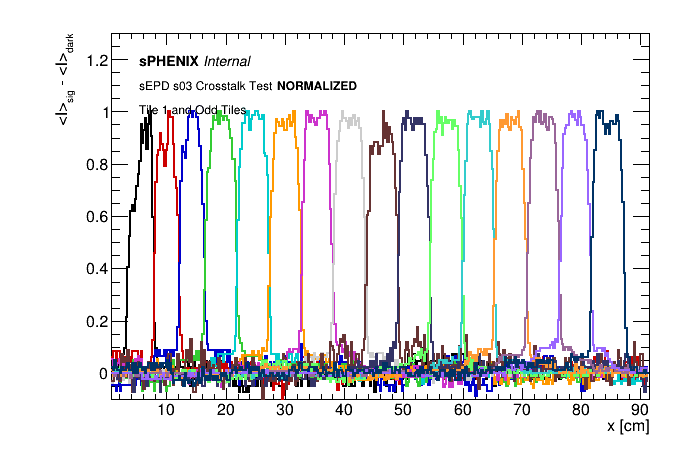 <I>sig - <I>dark
sPHENIX Internal
sEPD s03 Crosstalk Test NORMALIZED
Tile 1 and Odd Tiles
1.2
1
0.8
0.6
0.4
0.2
0
10 20 30 40 50 60 70 80 90
x [cm]